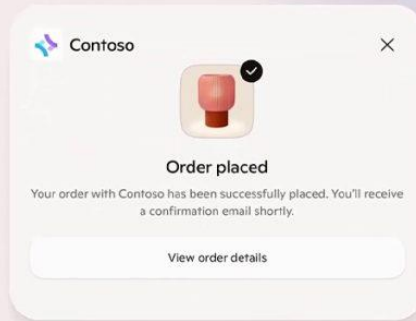 Contoso
Order placed
Your order with Contoso has been successfully placed. You'll receive
a confirmation email shortly.
View order details